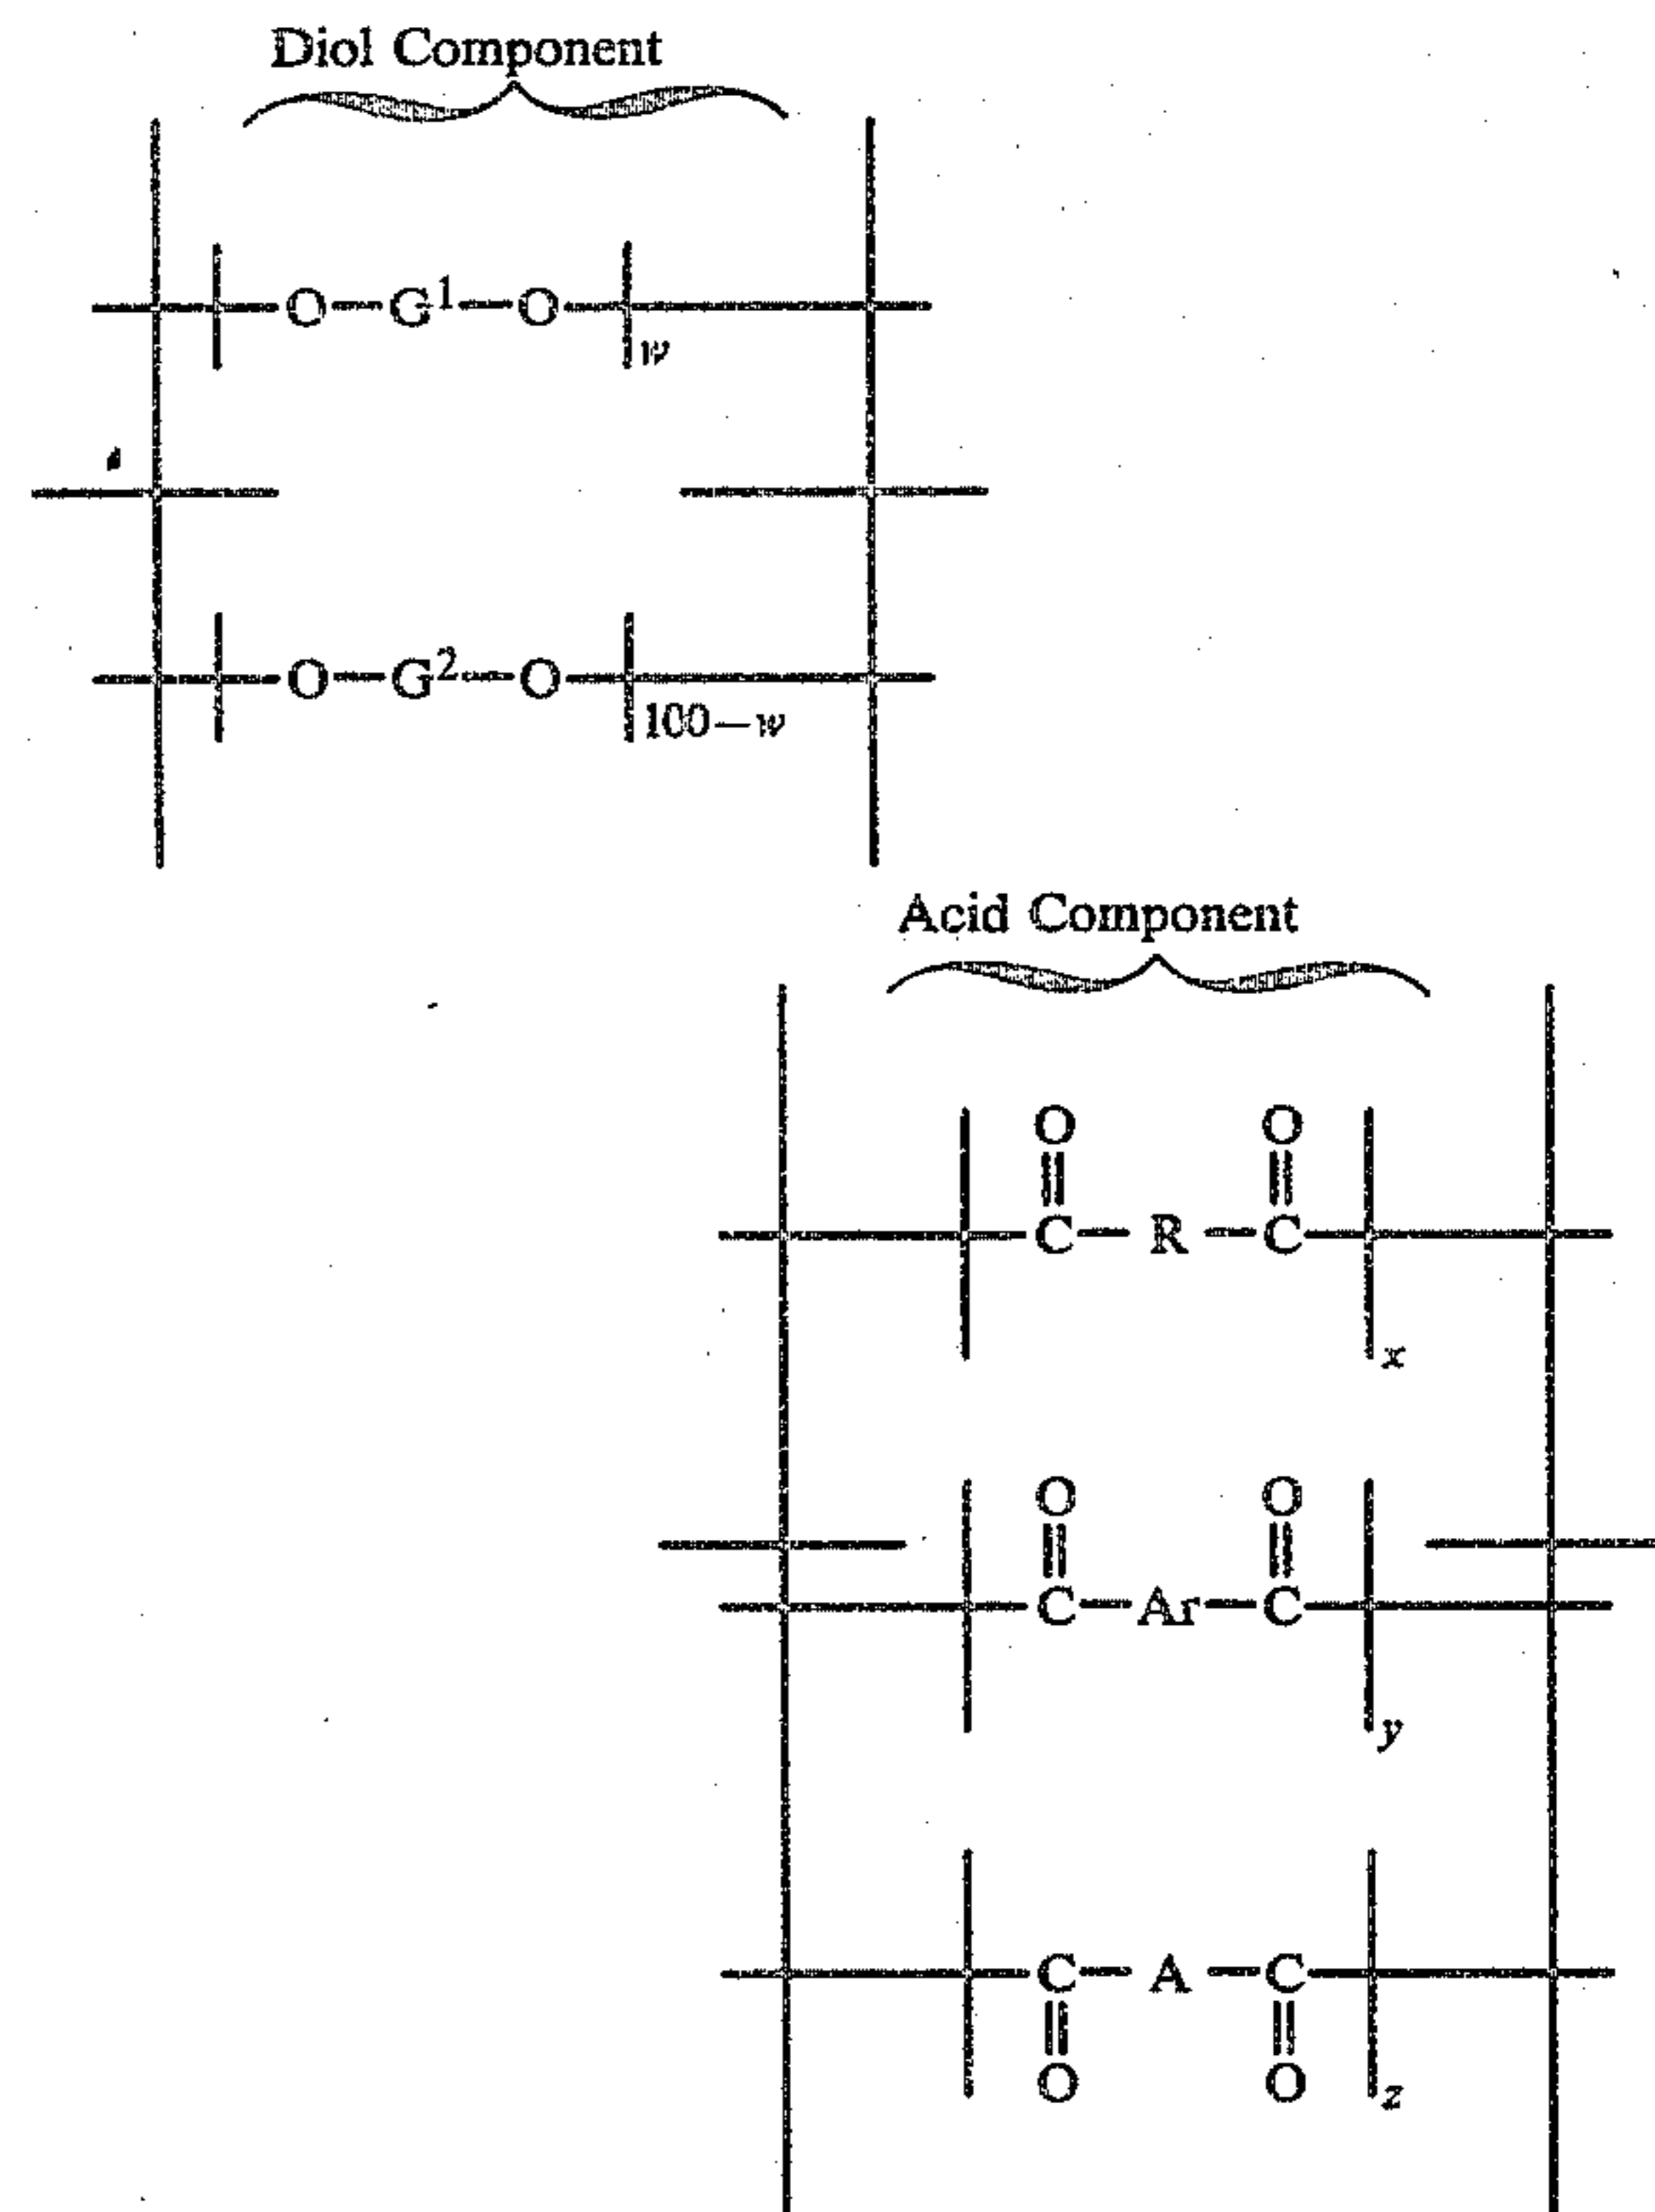 Diol Component
O—G¹—O
w
O—G²—O
100—w
Acid Component
O O
C— R —C
x
O O
C—Ar—C
y
C— A —C
O O
z